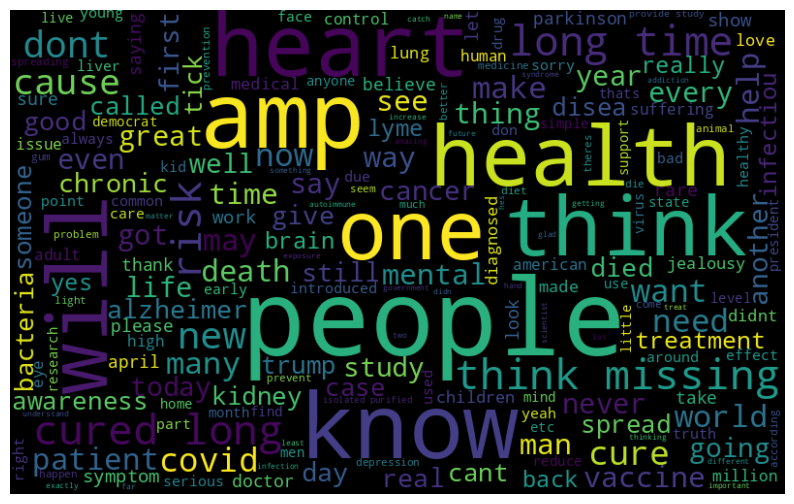 live young
spreading
face control catch name
let
parkinson provide study show
dont
first
saying
heart
lung human drug
long time
love
prevention
liver
cause
tick
medical anyone
medicine sorry
year really
thats
help
syndrome
addiction
sure called
amp
believe
make
every
better
see
thing disea suffering
infectiou
democrat
good
great
increase
lyme
don simple
support
animal
always
future
issue
even
kid well now
way
health
theres
bad
healthy
president
gum something
amazing
seem
chronic
say due
cancer
diet die
rare
point common
risk
autoimmune much
getting
virus
state
someone
care matter
time
give
one
diagnosed
think
another
work
adult got may brain
still
glad
problem
will
thank death mental
american died jealousy
yes
light
life early introduced
exposure
government didn
look
made use level
hand
come treat
bacteria
research
eye
alzheimer
people
want
need
didnt
please
high
new
two
scientist
little
treatment
april
many trump study
prevent
think missing
around effect
today
kidney case
isolated purified
used
children mind
never
world
take
awareness
home month find
yeah
truth
according
understand
part
cured long
know
etc
man
spread
thinking
right
least
men depression
reduce
going
different
patient covid
day real cant
cure
million
happen
symptom serious doctor
infection
back vaccine
exactly far
important